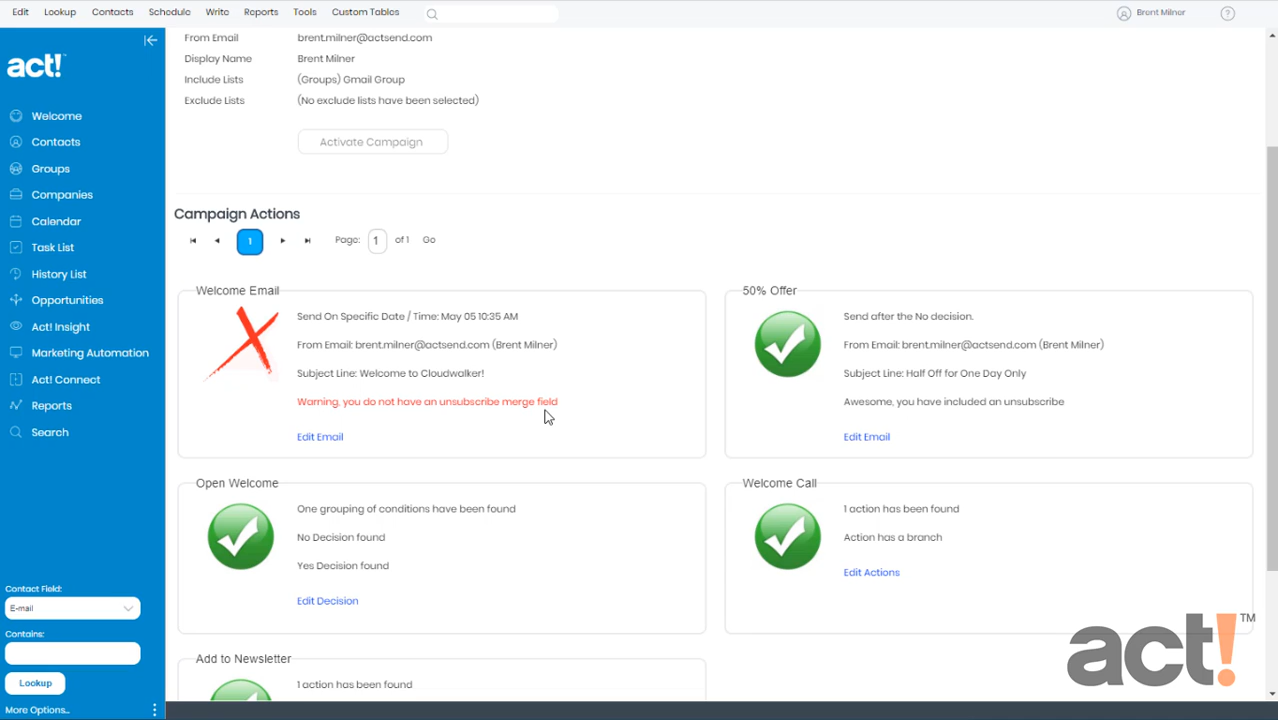 Edit Lookup Contacts Schedule Write Reports Tools Custom Tables Brent Milner ?
act!™
Welcome
Contacts
Groups
Companies
Calendar
Task List
History List
Opportunities
Act! Insight
Marketing Automation
Act! Connect
Reports
Search
Contact Field:
E-mail
Contains:
Lookup
More Options...
From Email brent.milner@actsend.com
Display Name Brent Milner
Include Lists (Groups) Gmail Group
Exclude Lists (No exclude lists have been selected)
Activate Campaign
Campaign Actions
1 Page: 1 of 1 Go
Welcome Email
Send On Specific Date / Time: May 05 10:35 AM
From Email: brent.milner@actsend.com (Brent Milner)
Subject Line: Welcome to Cloudwalker!
Warning, you do not have an unsubscribe merge field
Edit Email
50% Offer
Send after the No decision.
From Email: brent.milner@actsend.com (Brent Milner)
Subject Line: Half Off for One Day Only
Awesome, you have included an unsubscribe
Edit Email
Open Welcome
One grouping of conditions have been found
No Decision found
Yes Decision found
Edit Decision
Welcome Call
1 action has been found
Action has a branch
Edit Actions
Add to Newsletter
1 action has been found
act!™